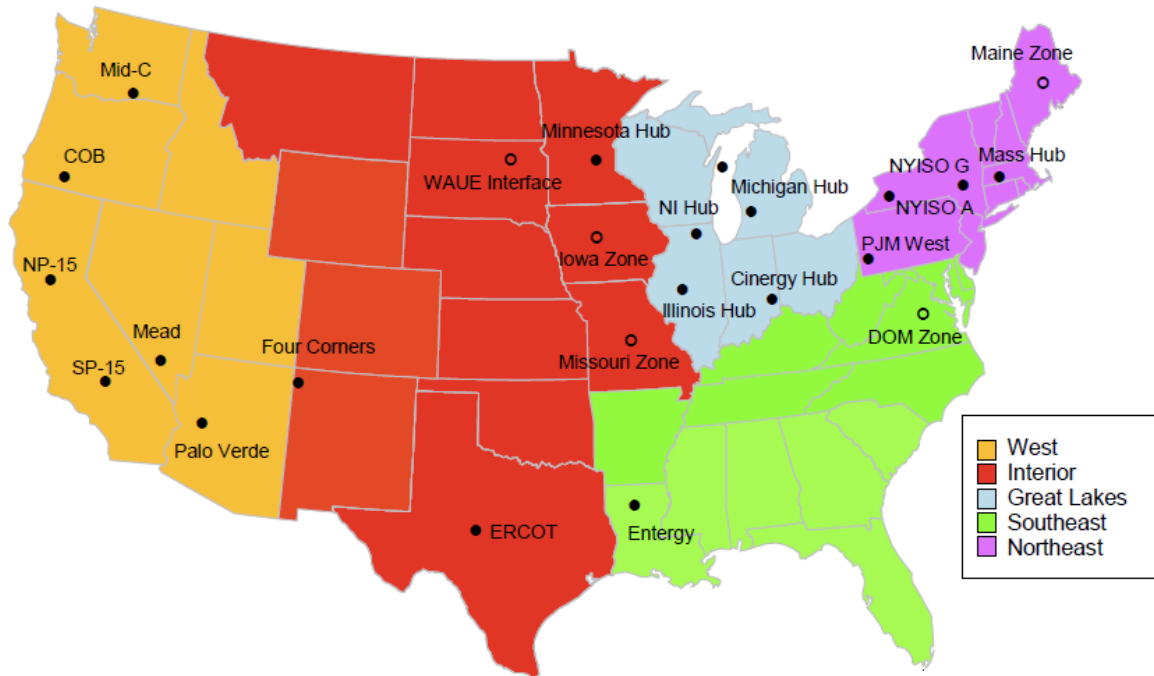 Maine Zone
Mid-C
Minnesota Hub
COB
Mass Hub
NYISO G
WAUE Interface
Michigan Hub
NYISO A
NI Hub
PJM West
NP-15
Iowa Zone
Cinergy Hub
Illinois Hub
Mead
DOM Zone
Four Corners
Missouri Zone
SP-15
Palo Verde
West
Interior
Great Lakes
Southeast
Northeast
ERCOT
Entergy